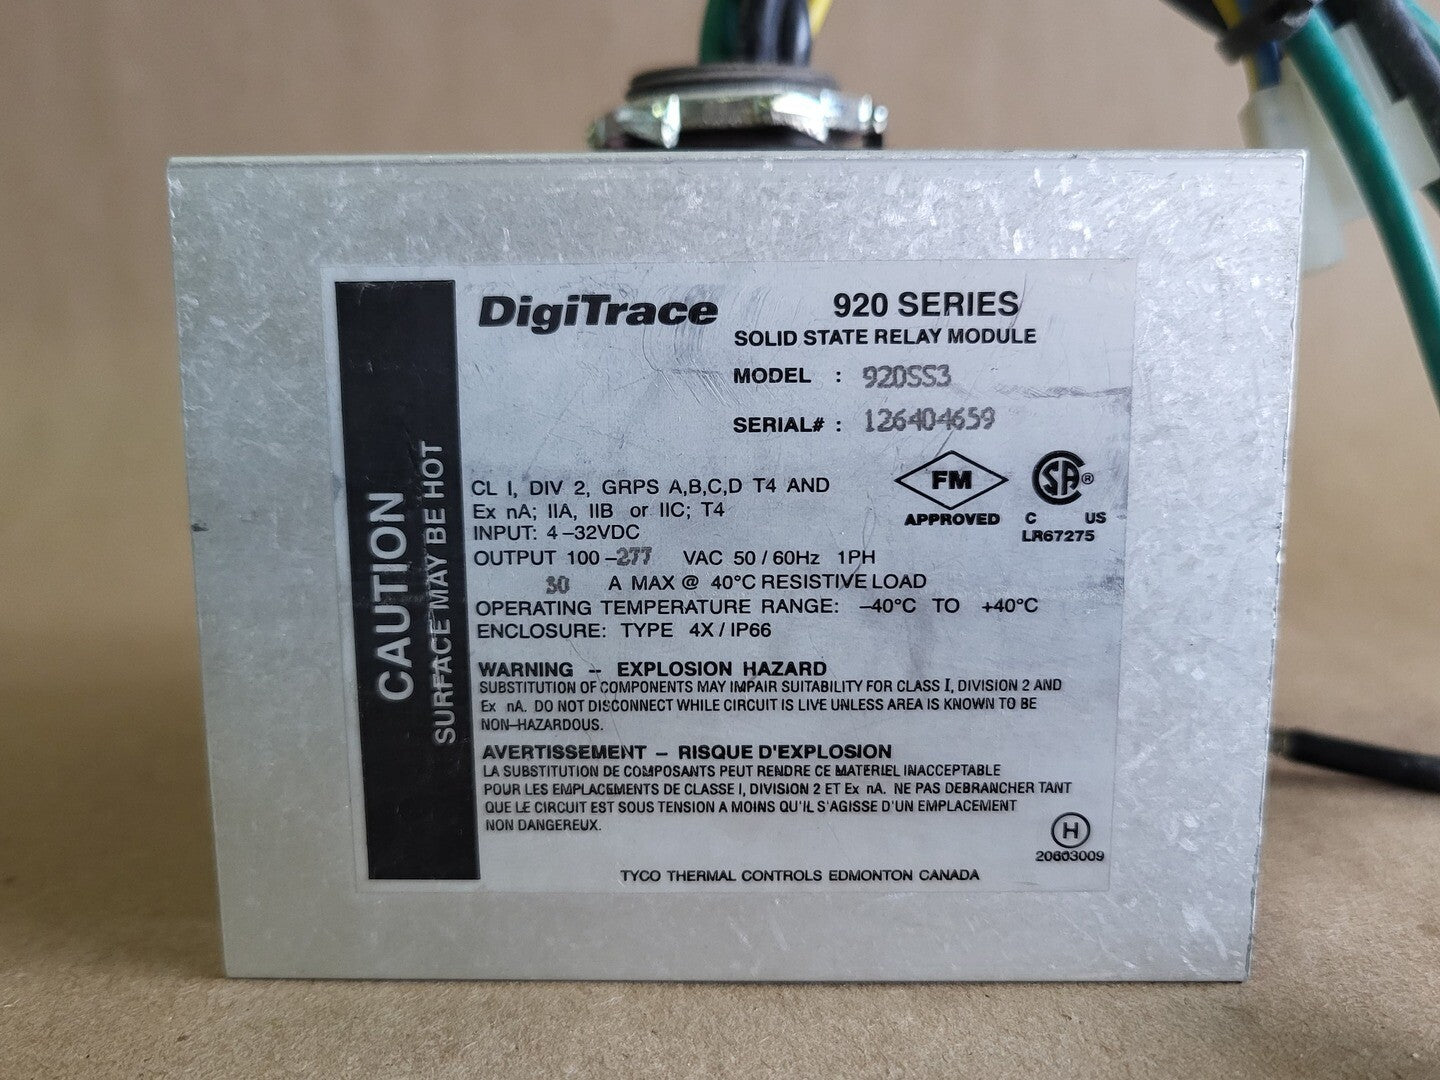 CAUTION
SURFACE MAY BE HOT
DigiTrace
920 SERIES
SOLID STATE RELAY MODULE
MODEL : 920SS3
SERIAL# : 126404659
CL I, DIV 2, GRPS A,B,C,D T4 AND
Ex nA; IIA, IIB or IIC; T4
INPUT: 4-32VDC
OUTPUT 100-277 VAC 50/60Hz 1PH
30 A MAX @ 40°C RESISTIVE LOAD
OPERATING TEMPERATURE RANGE: -40°C TO +40°C
ENCLOSURE: TYPE 4X/IP66
FM
APPROVED
SA ®
C US
LR67275
WARNING -- EXPLOSION HAZARD
SUBSTITUTION OF COMPONENTS MAY IMPAIR SUITABILITY FOR CLASS I, DIVISION 2 AND
Ex nA. DO NOT DISCONNECT WHILE CIRCUIT IS LIVE UNLESS AREA IS KNOWN TO BE
NON-HAZARDOUS.
AVERTISSEMENT - RISQUE D'EXPLOSION
LA SUBSTITUTION DE COMPOSANTS PEUT RENDRE CE MATERIEL INACCEPTABLE
POUR LES EMPLACEMENTS DE CLASSE I, DIVISION 2 ET Ex nA. NE PAS DEBRANCHER TANT
QUE LE CIRCUIT EST SOUS TENSION A MOINS QU'IL S'AGISSE D'UN EMPLACEMENT
NON DANGEREUX.
H
20603009
TYCO THERMAL CONTROLS EDMONTON CANADA